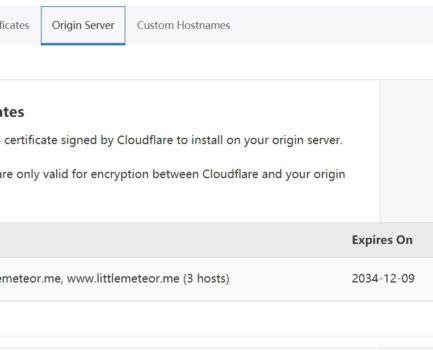 ficates Origin Server Custom Hostnames
ates
certificate signed by Cloudflare to install on your origin server.
are only valid for encryption between Cloudflare and your origin
Expires On
emeteor.me, www.littlemeteor.me (3 hosts) 2034-12-09